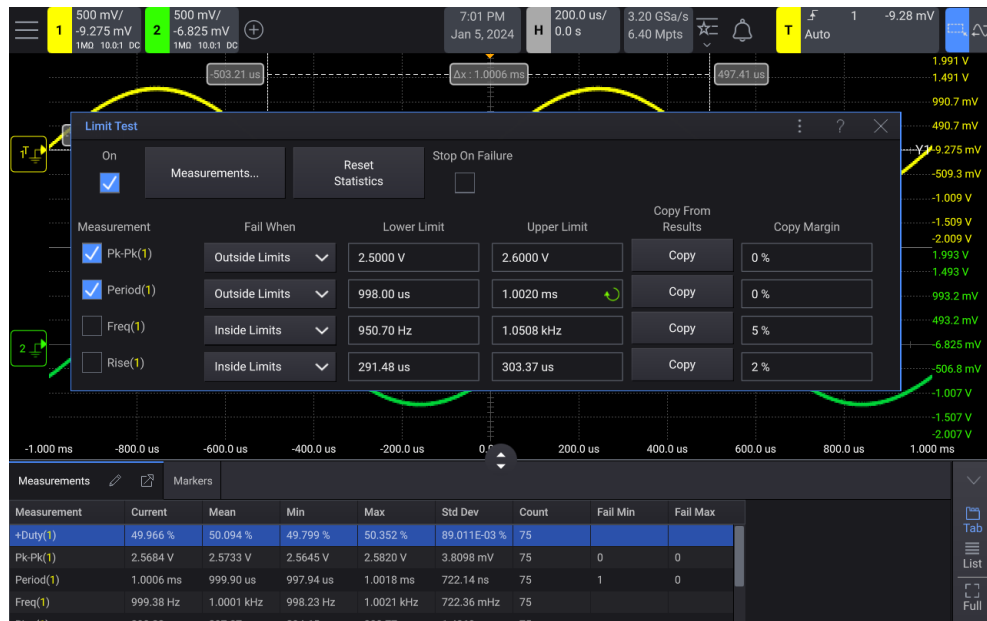 500 mV/ 500 mV/ 7:01 PM 200.0 us/ 3.20 GSa/s 1 -9.28 mV
1 -9.275 mV 2 -6.825 mV Jan 5, 2024 H 0.0 s 6.40 Mpts T Auto
1MΩ 10.0:1 DC 1MΩ 10.0:1 DC
1.991 V
-503.21 us Δx : 1.0006 ms 497.41 us 1.491 V
990.7 mV
Limit Test ? 490.7 mV
1T Y1 -9.275 mV
On Measurements... Reset Statistics Stop On Failure
-509.3 mV
-1.009 V
Measurement Fail When Lower Limit Upper Limit Copy From Results Copy Margin
-1.509 V
-2.009 V
Pk-Pk(1) Outside Limits 2.5000 V 2.6000 V Copy 0 %
1.993 V
1.493 V
Period(1) Outside Limits 998.00 us 1.0020 ms Copy 0 %
993.2 mV
Freq(1) Inside Limits 950.70 Hz 1.0508 kHz Copy 5 %
493.2 mV
2 -6.825 mV
Rise(1) Inside Limits 291.48 us 303.37 us Copy 2 %
-506.8 mV
-1.007 V
-1.507 V
-2.007 V
-1.000 ms -800.0 us -600.0 us -400.0 us -200.0 us 200.0 us 400.0 us 600.0 us 800.0 us 1.000 ms
Measurements Markers
Measurement Current Mean Min Max Std Dev Count Fail Min Fail Max
+Duty(1) 49.966 % 50.094 % 49.799 % 50.352 % 89.011E-03 % 75
Tab
Pk-Pk(1) 2.5684 V 2.5733 V 2.5645 V 2.5820 V 3.8098 mV 75 0 0
List
Period(1) 1.0006 ms 999.90 us 997.94 us 1.0018 ms 722.14 ns 75 1 0
Freq(1) 999.38 Hz 1.0001 kHz 998.23 Hz 1.0021 kHz 722.36 mHz 75
Full